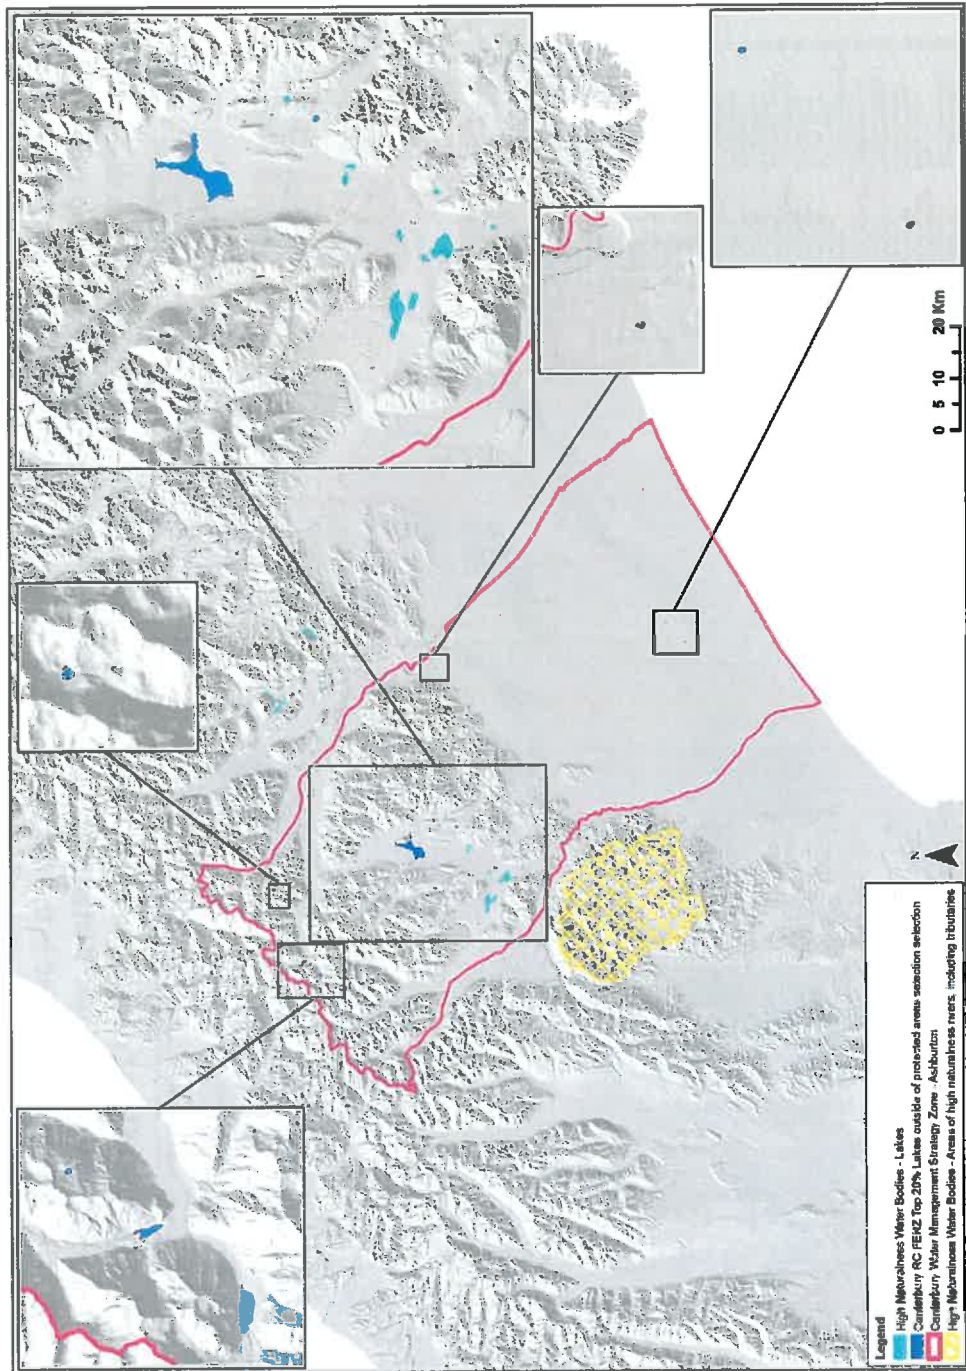 Legend
High Naturalness Water Bodies - Lakes
Canterbury RC FENZ Top 20% Lakes outside of protected areas selection selection
Canterbury Water Management Strategy Zone - Ashburton
High Naturalness Water Bodies - Areas of high naturalness rivers, including tributaries
N
0 5 10 20 Km